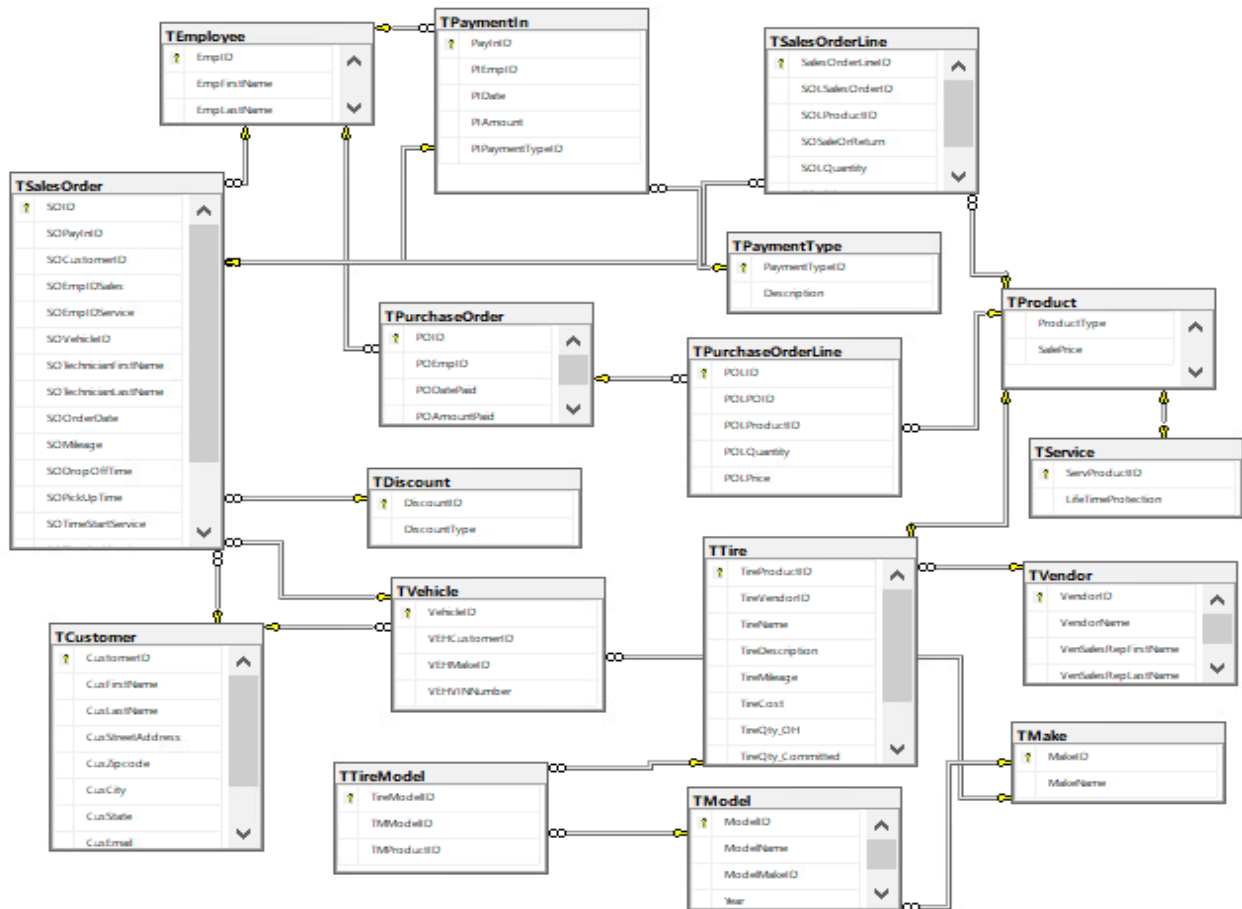 TEmployee
EmpID
EmpFirstName
EmpLastName
TPaymentIn
PayInID
PIEmpID
PIDate
PIAmount
PIPaymentTypeID
TSalesOrderLine
SalesOrderLineID
SOLSalesOrderID
SOLProductID
SOSaleOrReturn
SOLQuantity
TSalesOrder
SOID
SOPayInID
SOCustomerID
SOEmpIDSales
SOEmpIDService
SOVehicleID
SOTechnicianFirstName
SOTechnicianLastName
SOOrderDate
SOMileage
SODropOffTime
SOPickUpTime
SOTimeStartService
TPaymentType
PaymentTypeID
Description
TProduct
ProductType
SalePrice
TPurchaseOrder
POID
POEmpID
PODatePaid
POAmountPaid
TPurchaseOrderLine
POLID
POLPOID
POLProductID
POLQuantity
POLPrice
TService
ServProductID
LifeTimeProtection
TDiscount
DiscountID
DiscountType
TTire
TireProductID
TireVendorID
TireName
TireDescription
TireMileage
TireCost
TireQty_OH
TireQty_Committed
TVendor
VendorID
VendorName
VenSalesRepFirstName
VenSalesRepLastName
TVehicle
VehicleID
VEHCustomerID
VEHMakeID
VEHVINNumber
TCustomer
CustomerID
CusFirstName
CusLastName
CusStreetAddress
CusZipcode
CusCity
CusState
CusEmail
TMake
MakeID
MakeName
TTireModel
TireModelID
TMModelID
TMProductID
TModel
ModelID
ModelName
ModelMakeID
Year